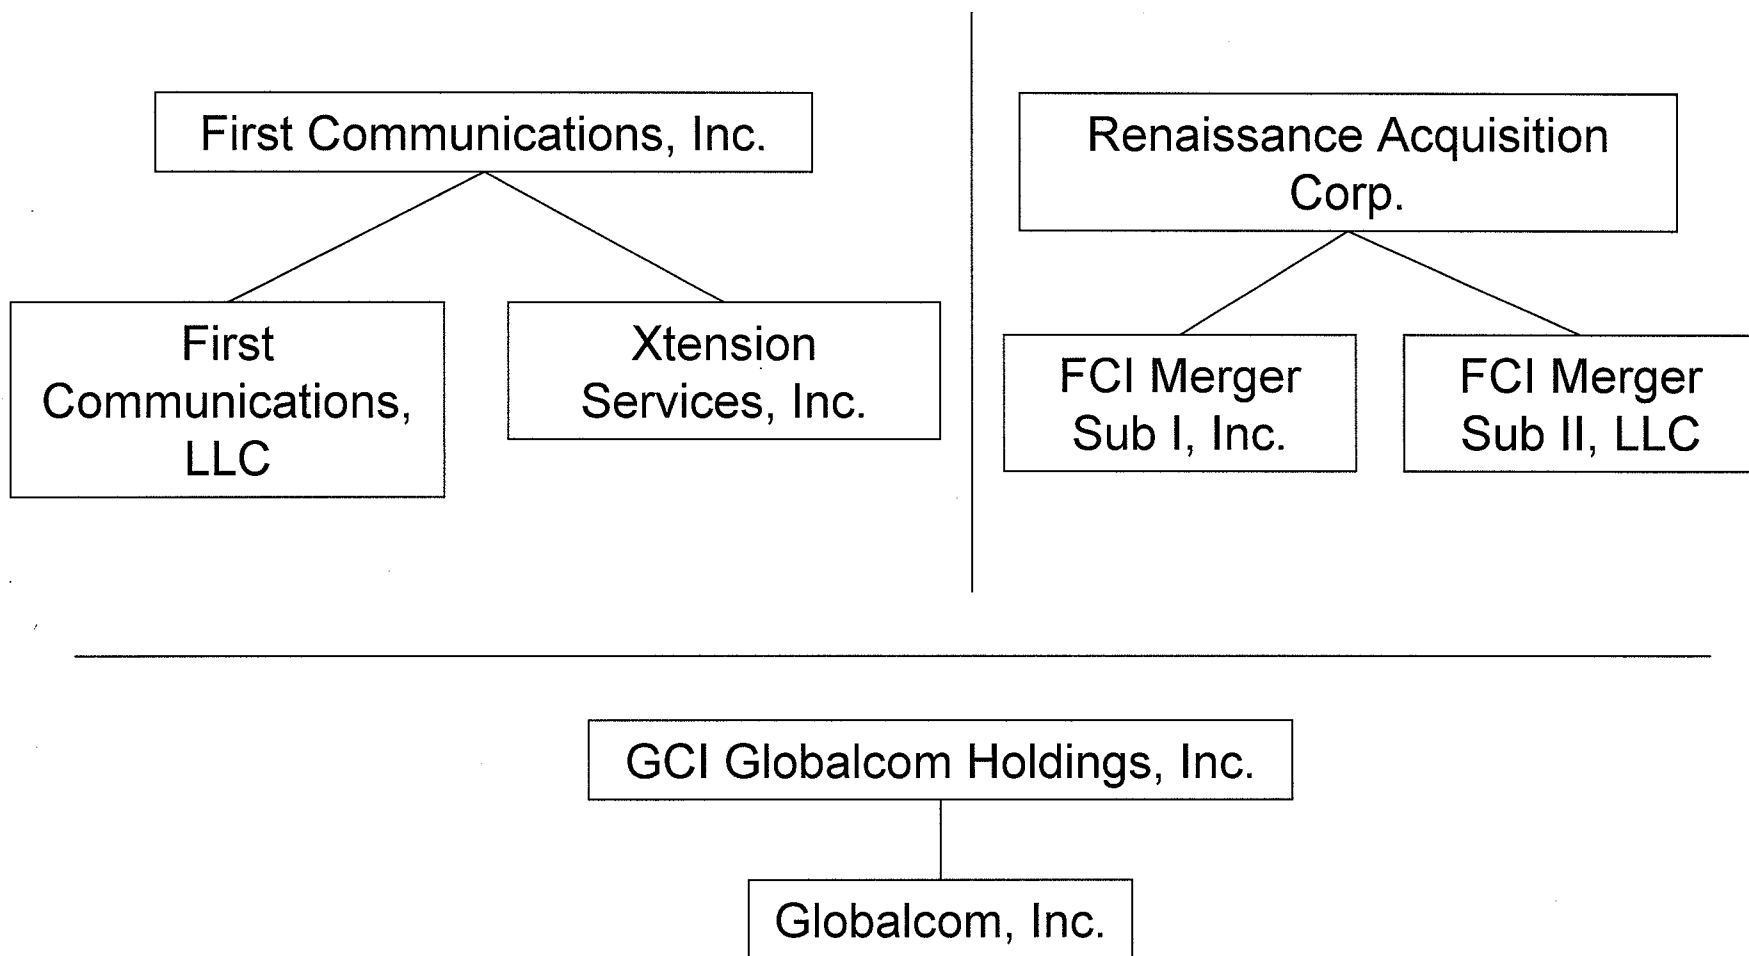 First Communications, Inc.
First
Communications,
LLC
Xtension
Services, Inc.
Renaissance Acquisition
Corp.
FCI Merger
Sub I, Inc.
FCI Merger
Sub II, LLC
GCI Globalcom Holdings, Inc.
Globalcom, Inc.